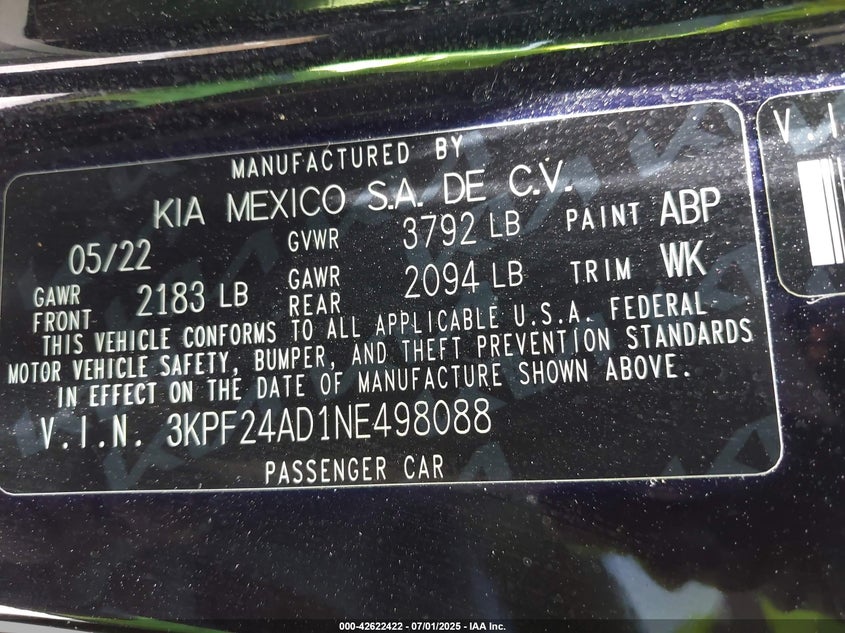 MANUFACTURED BY
KIA MEXICO S.A. DE C.V.
05/22 GVWR 3792 LB PAINT ABP
GAWR FRONT 2183 LB GAWR REAR 2094 LB TRIM WK
THIS VEHICLE CONFORMS TO ALL APPLICABLE U.S.A. FEDERAL
MOTOR VEHICLE SAFETY, BUMPER, AND THEFT PREVENTION STANDARDS
IN EFFECT ON THE DATE OF MANUFACTURE SHOWN ABOVE.
V.I.N. 3KPF24AD1NE498088
PASSENGER CAR
V.I
000-42622422 - 07/01/2025 - IAA Inc.